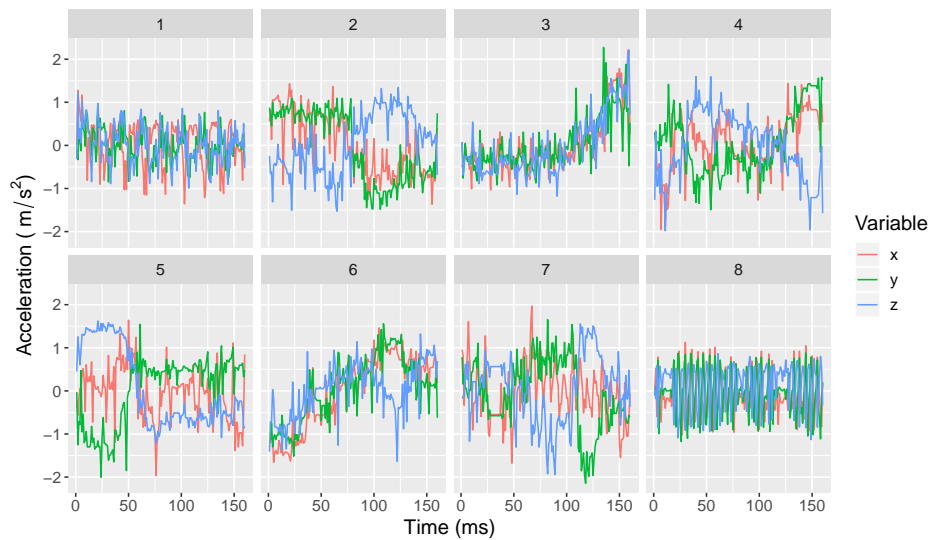 1 2 3 4
2
1
0
−1
−2
5 6 7 8
2
1
0
−1
−2
0 50 100 150 0 50 100 150 0 50 100 150 0 50 100 150
Time (ms)
Acceleration ( m/s²)
Variable
x
y
z